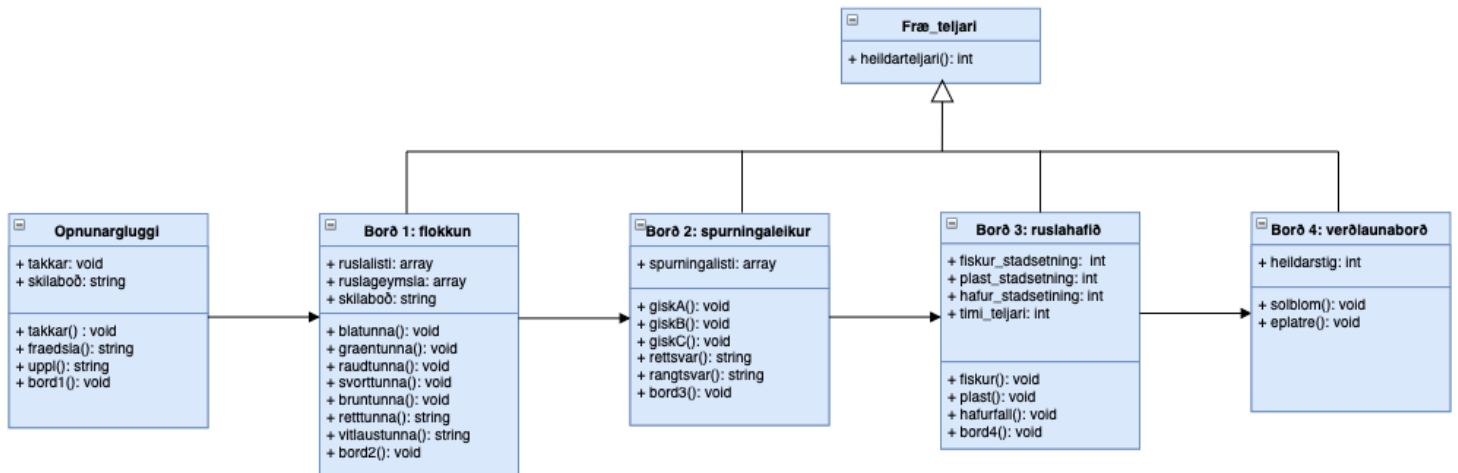 Fræ_teljari
+ heildarteljari(): int
Opnunargluggi
+ takkar: void
+ skilaboð: string
+ takkar() : void
+ fraedsla(): string
+ uppl(): string
+ bord1(): void
Borð 1: flokkun
+ ruslalisti: array
+ ruslageymsla: array
+ skilaboð: string
+ blatunna(): void
+ graentunna(): void
+ raudtunna(): void
+ svorttunna(): void
+ bruntunna(): void
+ retttunna(): string
+ vitlaustunna(): string
+ bord2(): void
Borð 2: spurningaleikur
+ spurningalisti: array
+ giskA(): void
+ giskB(): void
+ giskC(): void
+ rettsvar(): string
+ rangtsvar(): string
+ bord3(): void
Borð 3: ruslahafið
+ fiskur_stadsetning: int
+ plast_stadsetning: int
+ hafur_stadsetining: int
+ timi_teljari: int
+ fiskur(): void
+ plast(): void
+ hafurfall(): void
+ bord4(): void
Borð 4: verðlaunaborð
+ heildarstig: int
+ solblom(): void
+ eplatre(): void